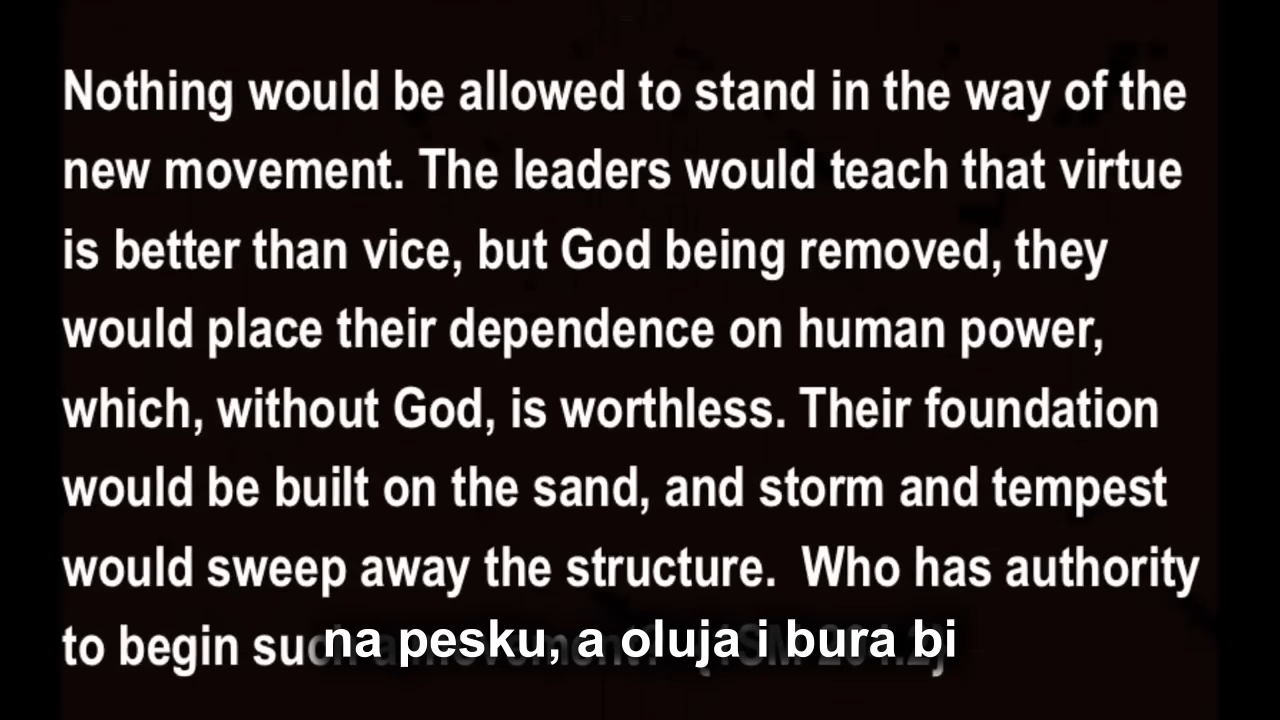 Nothing would be allowed to stand in the way of the
new movement. The leaders would teach that virtue
is better than vice, but God being removed, they
would place their dependence on human power,
which, without God, is worthless. Their foundation
would be built on the sand, and storm and tempest
would sweep away the structure.  Who has authority
to begin such
na pesku, a oluja i bura bi